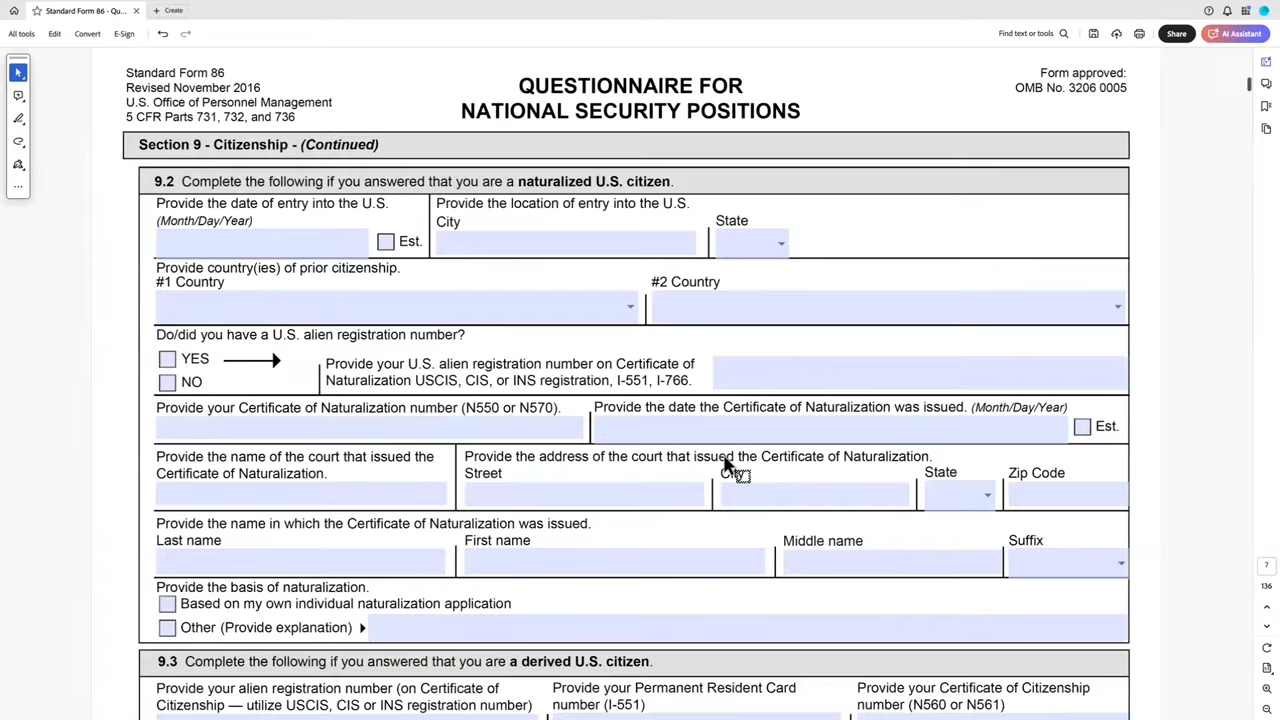 Standard Form 86 - Qu...
Create
All tools Edit Convert E-Sign
Find text or tools
Share
AI Assistant
Standard Form 86
Revised November 2016
U.S. Office of Personnel Management
5 CFR Parts 731, 732, and 736
QUESTIONNAIRE FOR
NATIONAL SECURITY POSITIONS
Form approved:
OMB No. 3206 0005
Section 9 - Citizenship - (Continued)
9.2 Complete the following if you answered that you are a naturalized U.S. citizen.
Provide the date of entry into the U.S.
(Month/Day/Year)
Est.
Provide the location of entry into the U.S.
City
State
Provide country(ies) of prior citizenship.
#1 Country
#2 Country
Do/did you have a U.S. alien registration number?
YES
NO
Provide your U.S. alien registration number on Certificate of
Naturalization USCIS, CIS, or INS registration, I-551, I-766.
Provide your Certificate of Naturalization number (N550 or N570).
Provide the date the Certificate of Naturalization was issued. (Month/Day/Year)
Est.
Provide the name of the court that issued the
Certificate of Naturalization.
Provide the address of the court that issued the Certificate of Naturalization.
Street
City
State
Zip Code
Provide the name in which the Certificate of Naturalization was issued.
Last name
First name
Middle name
Suffix
Provide the basis of naturalization.
Based on my own individual naturalization application
Other (Provide explanation)
9.3 Complete the following if you answered that you are a derived U.S. citizen.
Provide your alien registration number (on Certificate of
Citizenship — utilize USCIS, CIS or INS registration number)
Provide your Permanent Resident Card
number (I-551)
Provide your Certificate of Citizenship
number (N560 or N561)
7
136